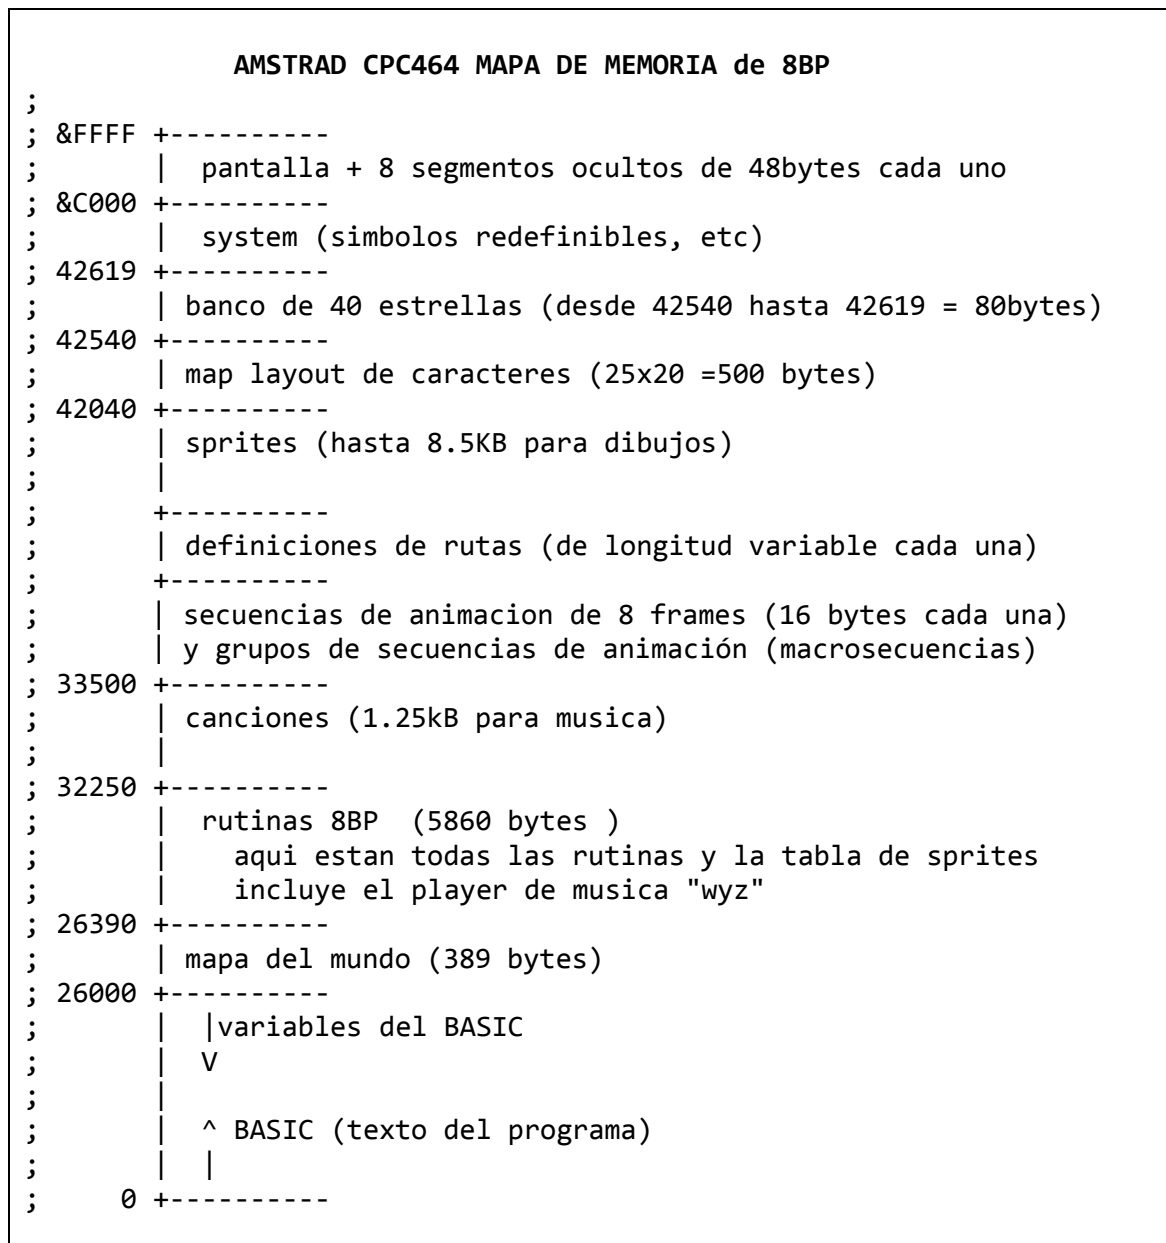 AMSTRAD CPC464 MAPA DE MEMORIA de 8BP
;
; &FFFF +----------
;       |  pantalla + 8 segmentos ocultos de 48bytes cada uno
; &C000 +----------
;       |  system (simbolos redefinibles, etc)
; 42619 +----------
;       | banco de 40 estrellas (desde 42540 hasta 42619 = 80bytes)
; 42540 +----------
;       | map layout de caracteres (25x20 =500 bytes)
; 42040 +----------
;       | sprites (hasta 8.5KB para dibujos)
;       |
;       +----------
;       | definiciones de rutas (de longitud variable cada una)
;       +----------
;       | secuencias de animacion de 8 frames (16 bytes cada una)
;       | y grupos de secuencias de animación (macrosecuencias)
; 33500 +----------
;       | canciones (1.25kB para musica)
;       |
; 32250 +----------
;       |  rutinas 8BP  (5860 bytes )
;       |    aqui estan todas las rutinas y la tabla de sprites
;       |    incluye el player de musica "wyz"
; 26390 +----------
;       | mapa del mundo (389 bytes)
; 26000 +----------
;       |  |variables del BASIC
;       |  V
;       |
;       |  ^ BASIC (texto del programa)
;       |  |
;     0 +----------